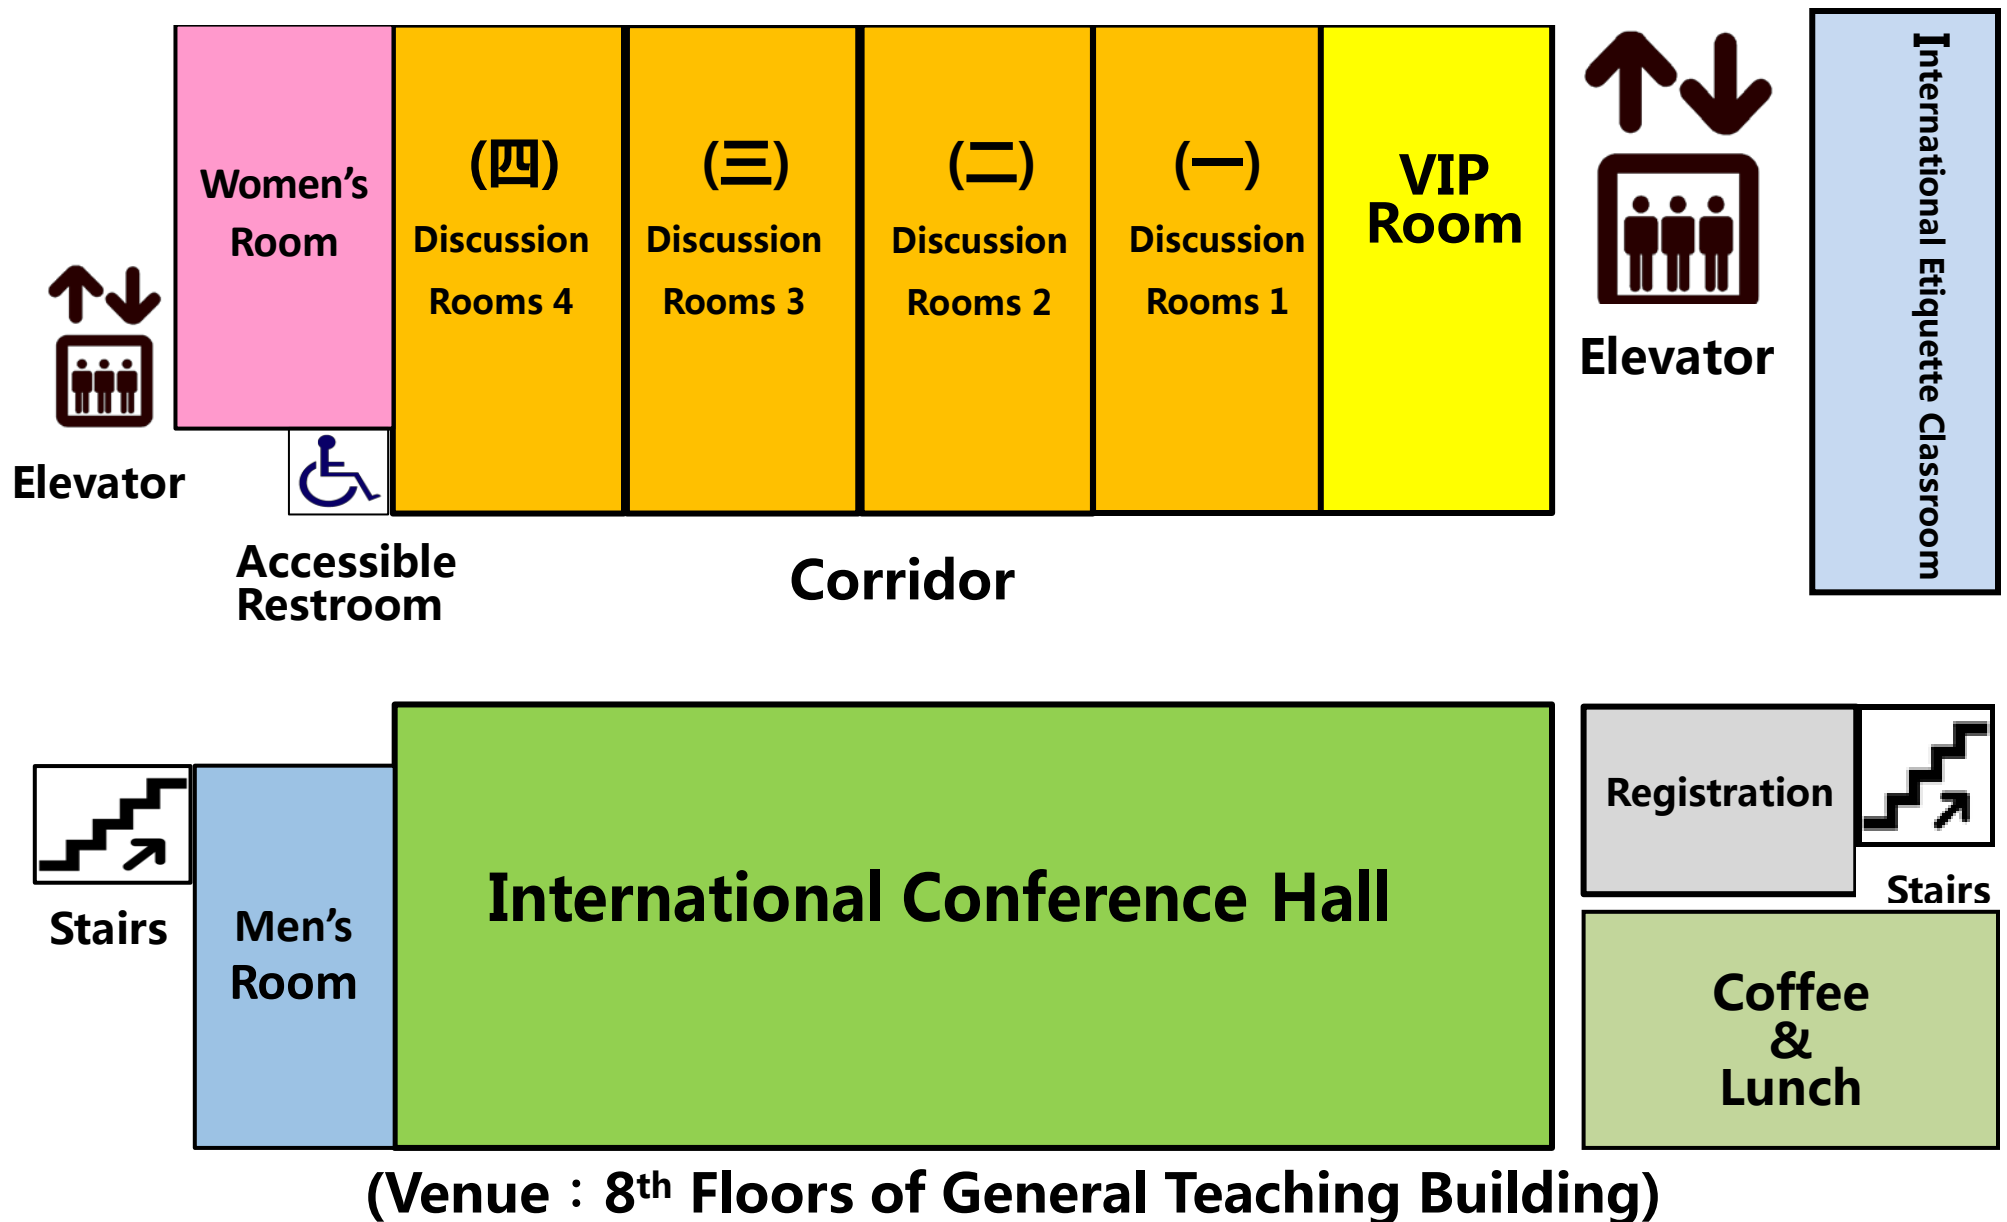 Women's
Room
(四)
Discussion
Rooms 4
(三)
Discussion
Rooms 3
(二)
Discussion
Rooms 2
(一)
Discussion
Rooms 1
VIP
Room
Elevator
International Etiquette Classroom
Elevator
Accessible
Restroom
Corridor
Stairs
Men's
Room
International Conference Hall
Registration
Stairs
Coffee
&
Lunch
(Venue：8th Floors of General Teaching Building)